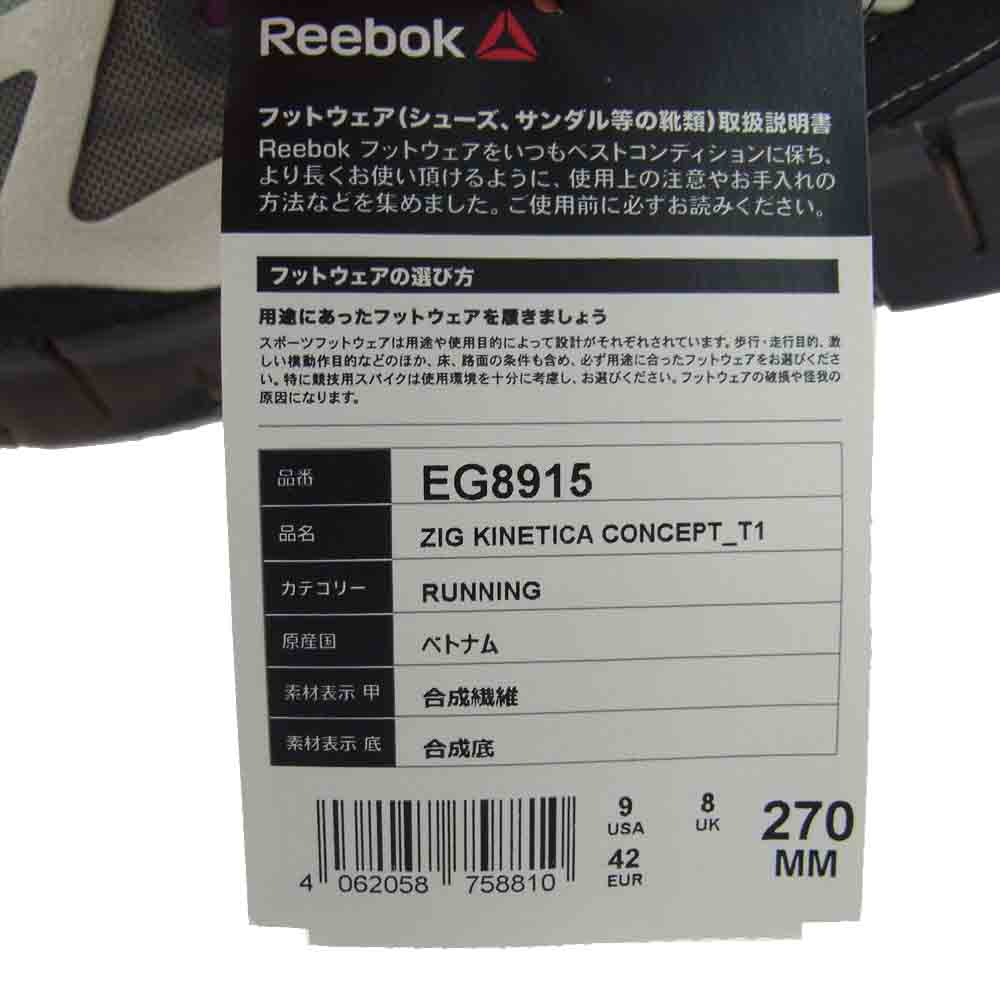 Reebok
フットウェア(シューズ、サンダル等の靴類)取扱説明書
Reebok フットウェアをいつもベストコンディションに保ち、
より長くお使い頂けるように、使用上の注意やお手入れの
方法などを集めました。ご使用前に必ずお読みください。
フットウェアの選び方
用途にあったフットウェアを履きましょう
スポーツフットウェアは用途や使用目的によって設計がそれぞれされています。歩行・走行目的、激
しい横動作目的などのほか、床、路面の条件も含め、必ず用途に合ったフットウェアをお選びくださ
い。特に競技用スパイクは使用環境を十分に考慮し、お選びください。フットウェアの破損や怪我の
原因になります。
品番 EG8915
品名 ZIG KINETICA CONCEPT_T1
カテゴリー RUNNING
原産国 ベトナム
素材表示 甲 合成繊維
素材表示 底 合成底
9 USA 8 UK 270 MM
42 EUR
4 062058 758810